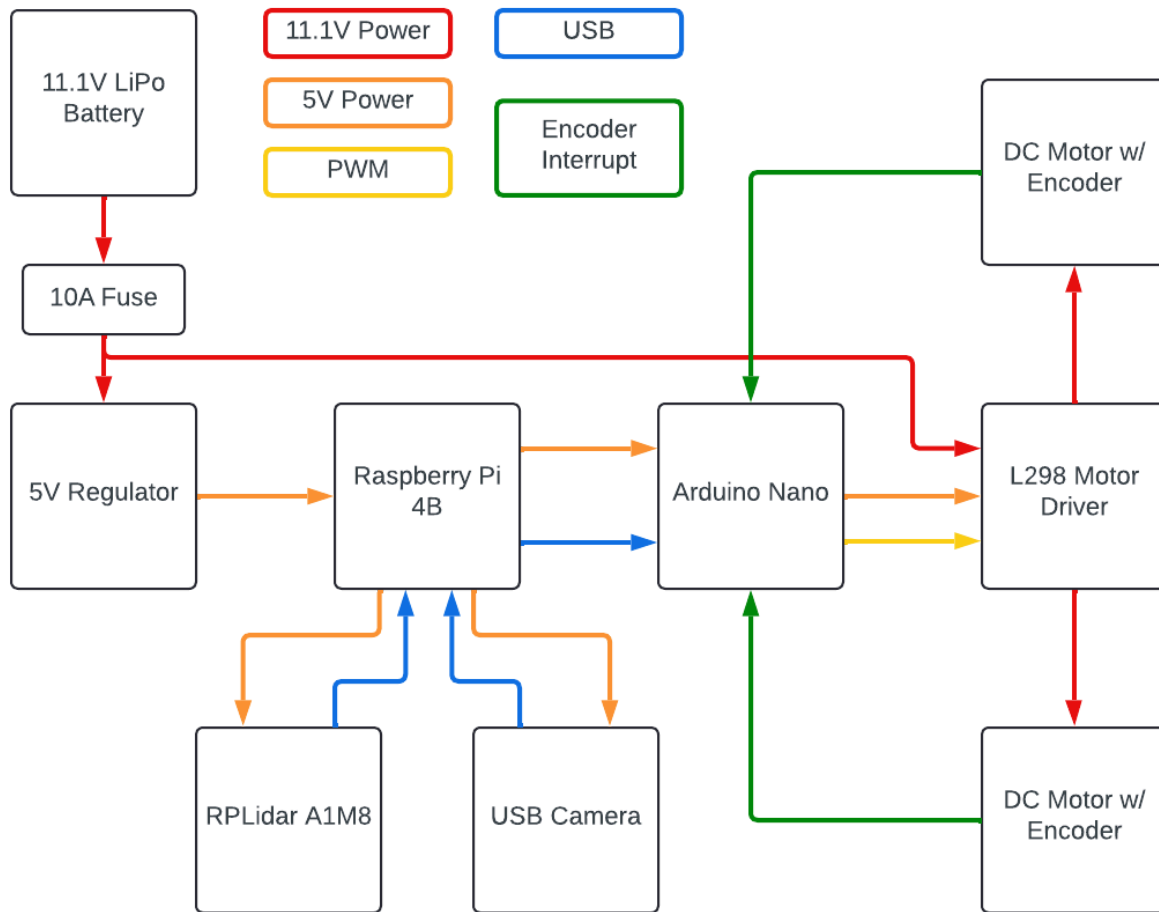 11.1V LiPo
Battery
11.1V Power
USB
5V Power
Encoder
Interrupt
PWM
DC Motor w/
Encoder
10A Fuse
5V Regulator
Raspberry Pi
4B
Arduino Nano
L298 Motor
Driver
RPLidar A1M8
USB Camera
DC Motor w/
Encoder